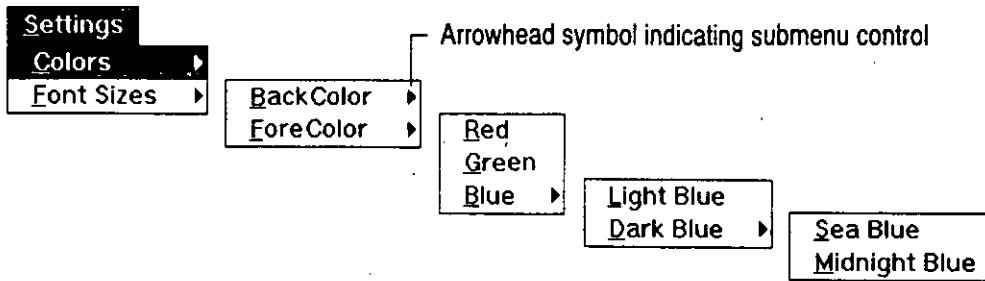 Settings
Arrowhead symbol indicating submenu control
Colors
Font Sizes
BackColor
ForeColor
Red
Green
Blue
Light Blue
Dark Blue
Sea Blue
Midnight Blue